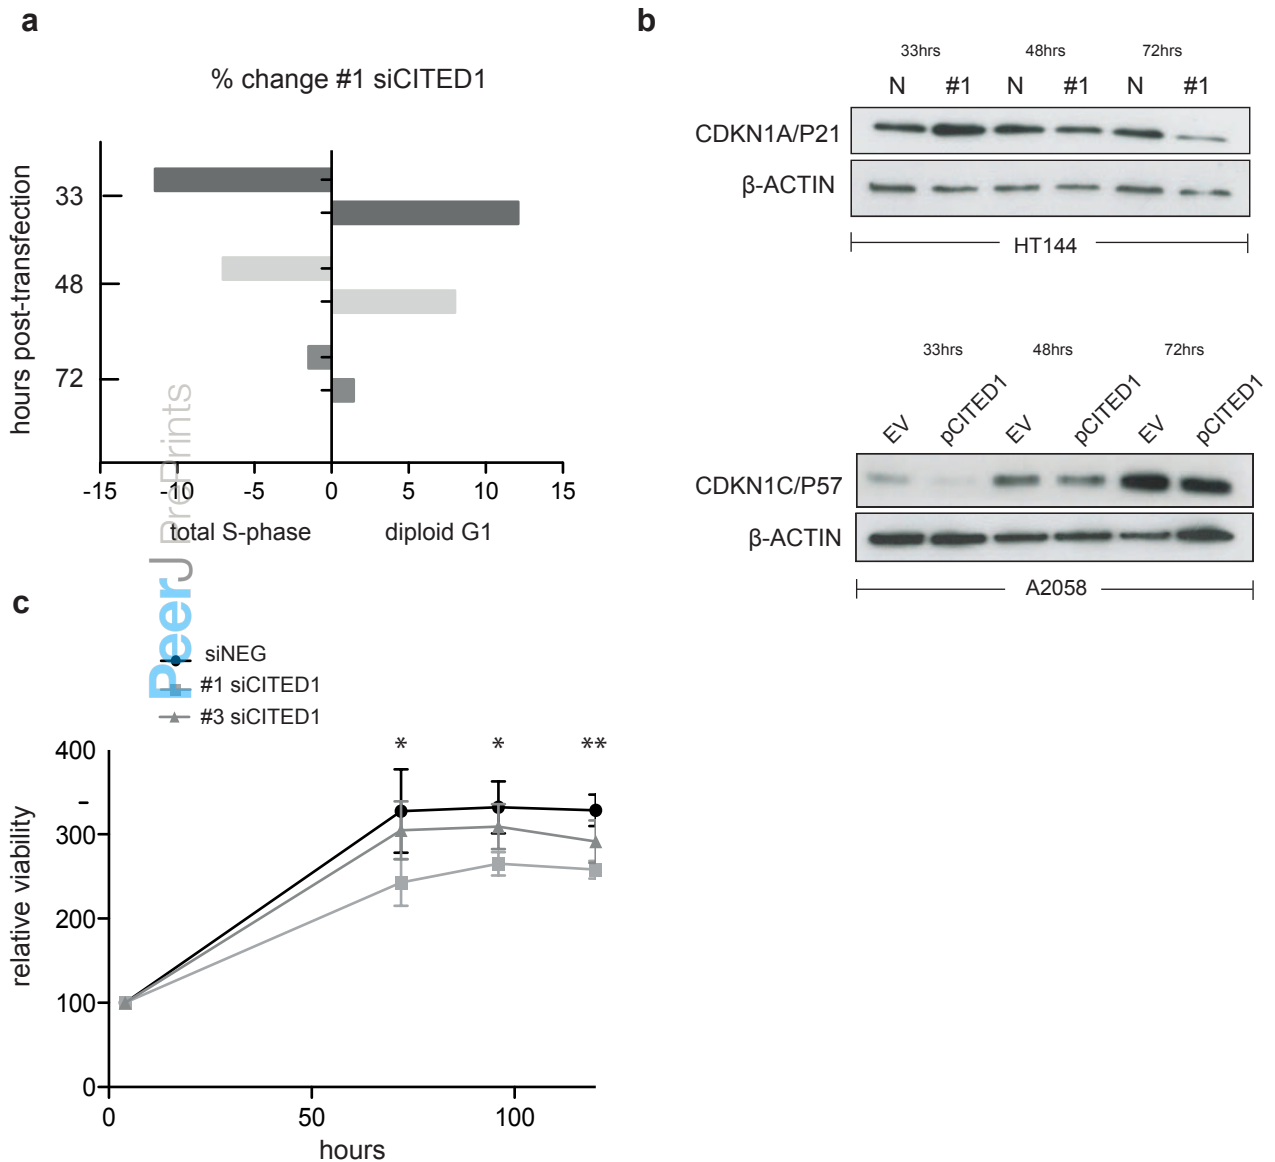 a
% change #1 siCITED1
hours post-transfection
33
48
72
-15 -10 -5 0 5 10 15
total S-phase diploid G1
b
33hrs 48hrs 72hrs
N #1 N #1 N #1
CDKN1A/P21
β-ACTIN
HT144
33hrs 48hrs 72hrs
EV pCITED1 EV pCITED1 EV pCITED1
CDKN1C/P57
β-ACTIN
A2058
PeerJ PrePrints
c
siNEG
#1 siCITED1
#3 siCITED1
* * **
relative viability
400
300
200
100
0
0 50 100
hours